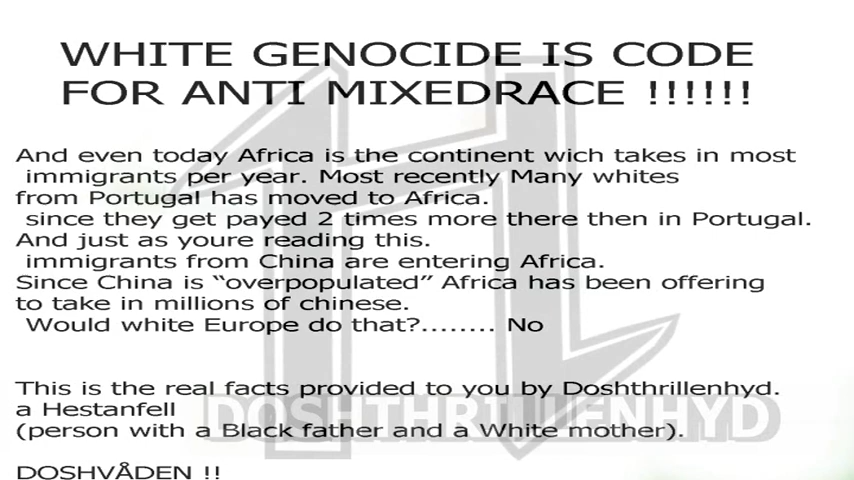 WHITE GENOCIDE IS CODE
FOR ANTI MIXEDRACE !!!!!!
And even today Africa is the continent wich takes in most
immigrants per year. Most recently Many whites
from Portugal has moved to Africa.
since they get payed 2 times more there then in Portugal.
And just as youre reading this.
immigrants from China are entering Africa.
Since China is “overpopulated” Africa has been offering
to take in millions of chinese.
Would white Europe do that?........ No
This is the real facts provided to you by Doshthrillenhyd.
a Hestanfell
DOSHTHRILLENHYD
(person with a Black father and a White mother).
DOSHVÅDEN !!